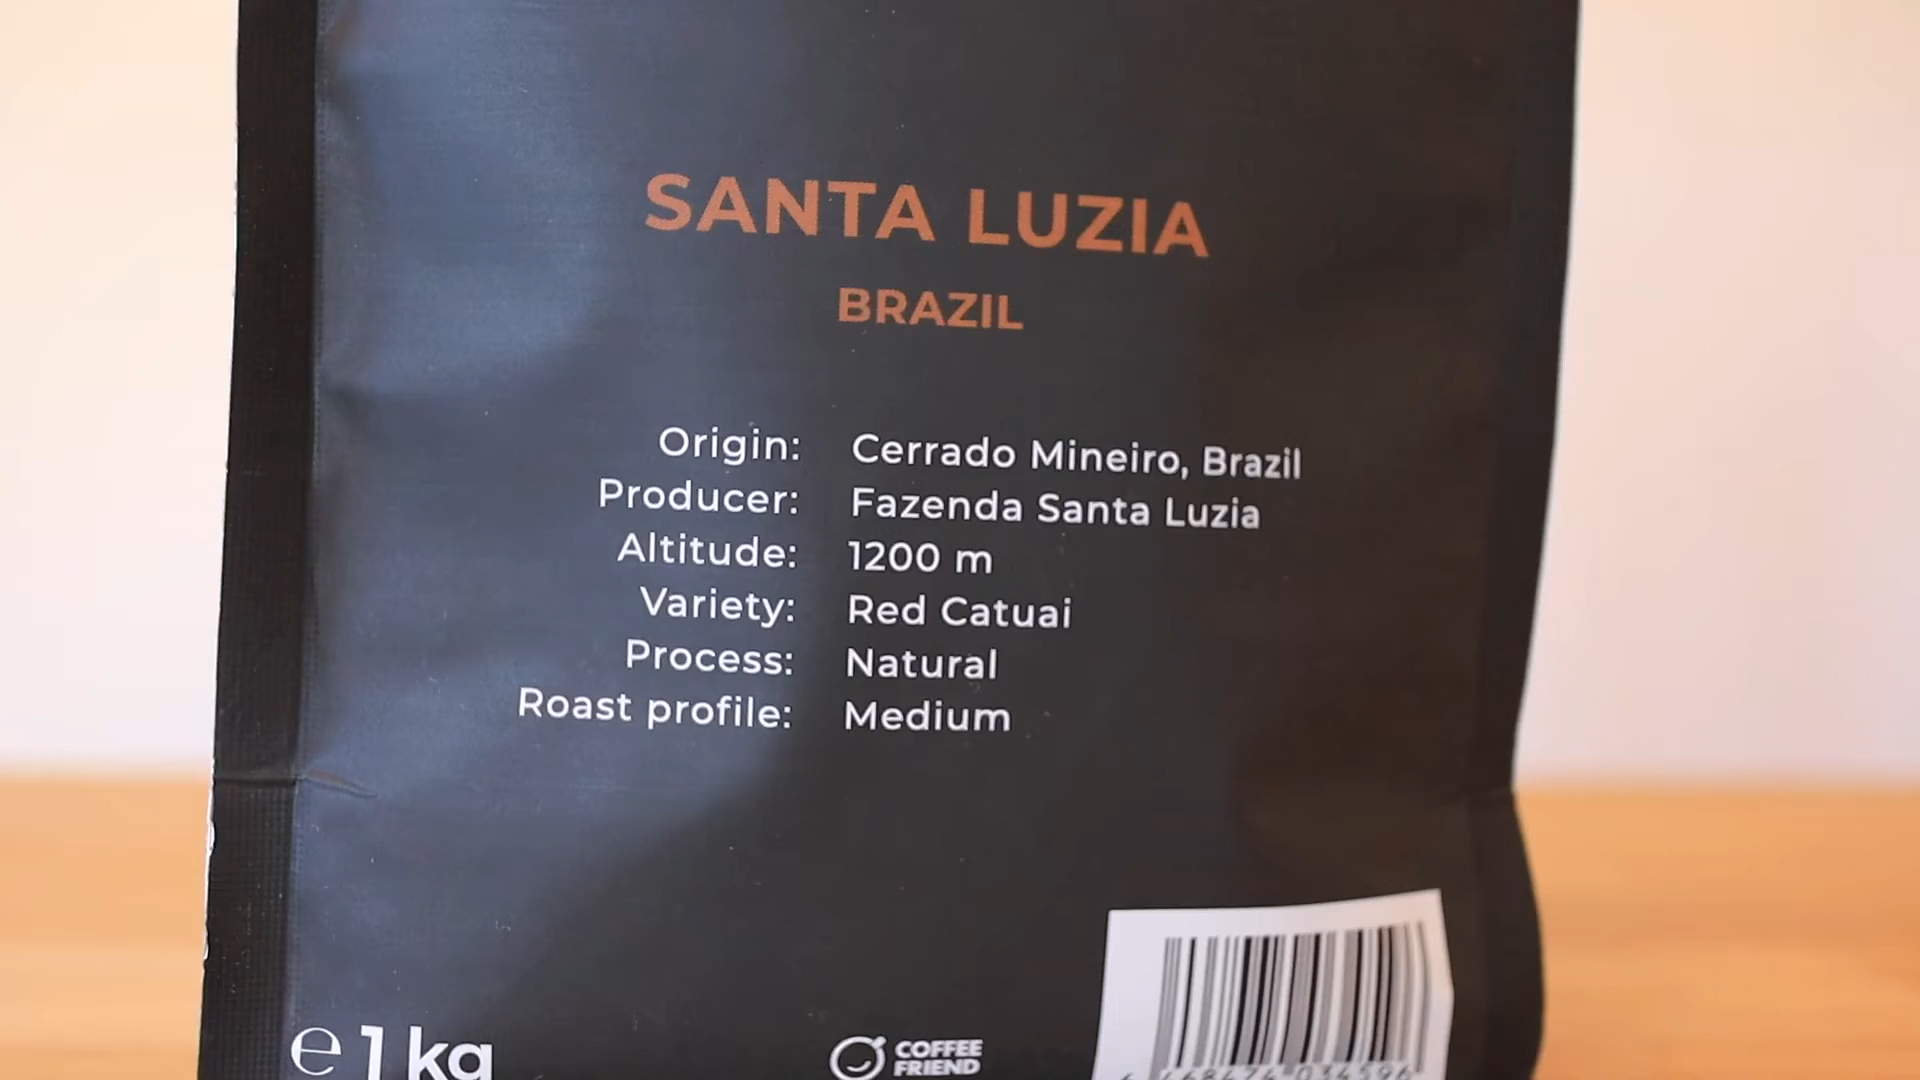 SANTA LUZIA
BRAZIL
Origin: Cerrado Mineiro, Brazil
Producer: Fazenda Santa Luzia
Altitude: 1200 m
Variety: Red Catuai
Process: Natural
Roast profile: Medium
℮ 1 kg
COFFEE
FRIEND